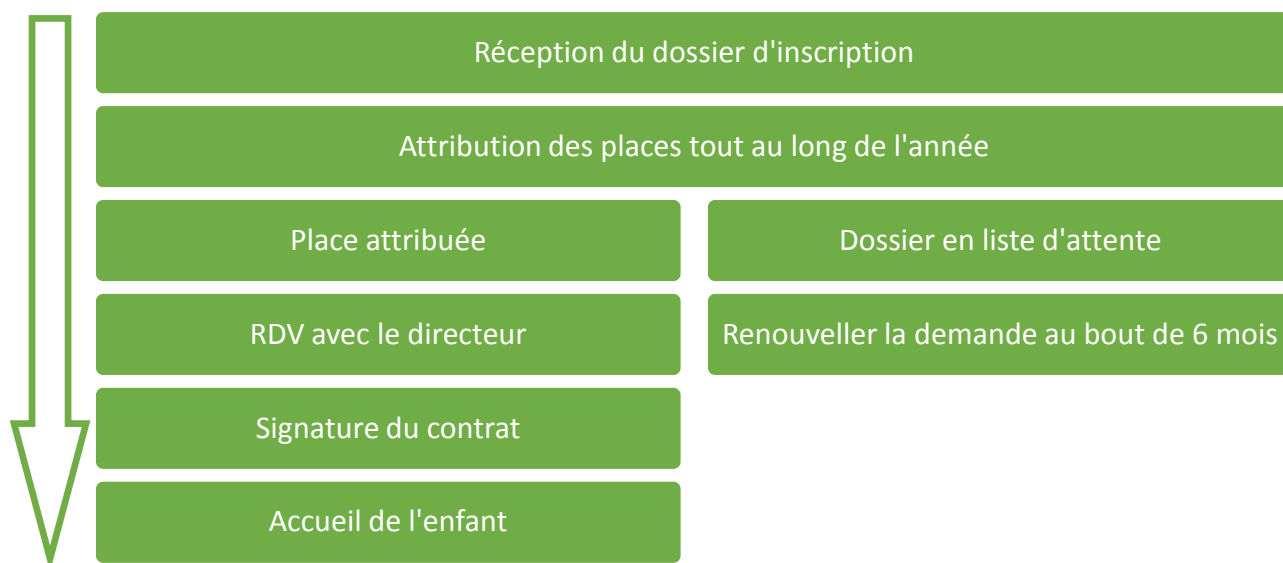 Réception du dossier d'inscription
Attribution des places tout au long de l'année
Place attribuée
Dossier en liste d'attente
RDV avec le directeur
Renouveller la demande au bout de 6 mois
Signature du contrat
Accueil de l'enfant